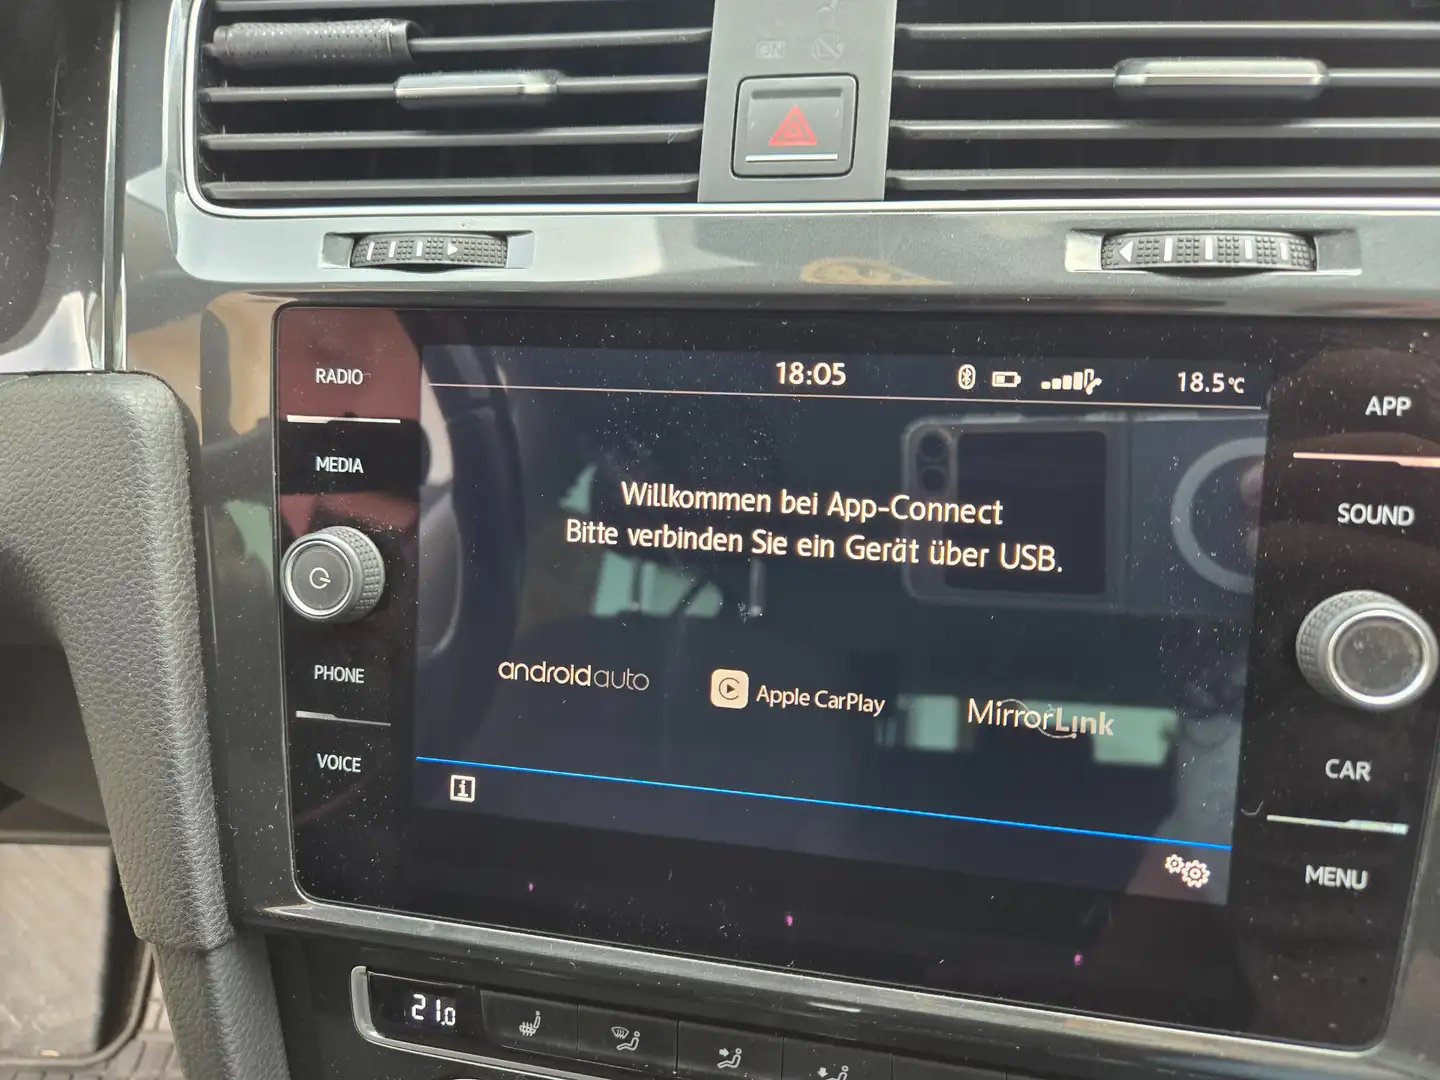 ON
RADIO
MEDIA
PHONE
VOICE
18:05
18.5°C
Willkommen bei App-Connect
Bitte verbinden Sie ein Gerät über USB.
androidauto
Apple CarPlay
MirrorLink
i
APP
SOUND
CAR
MENU
21.0